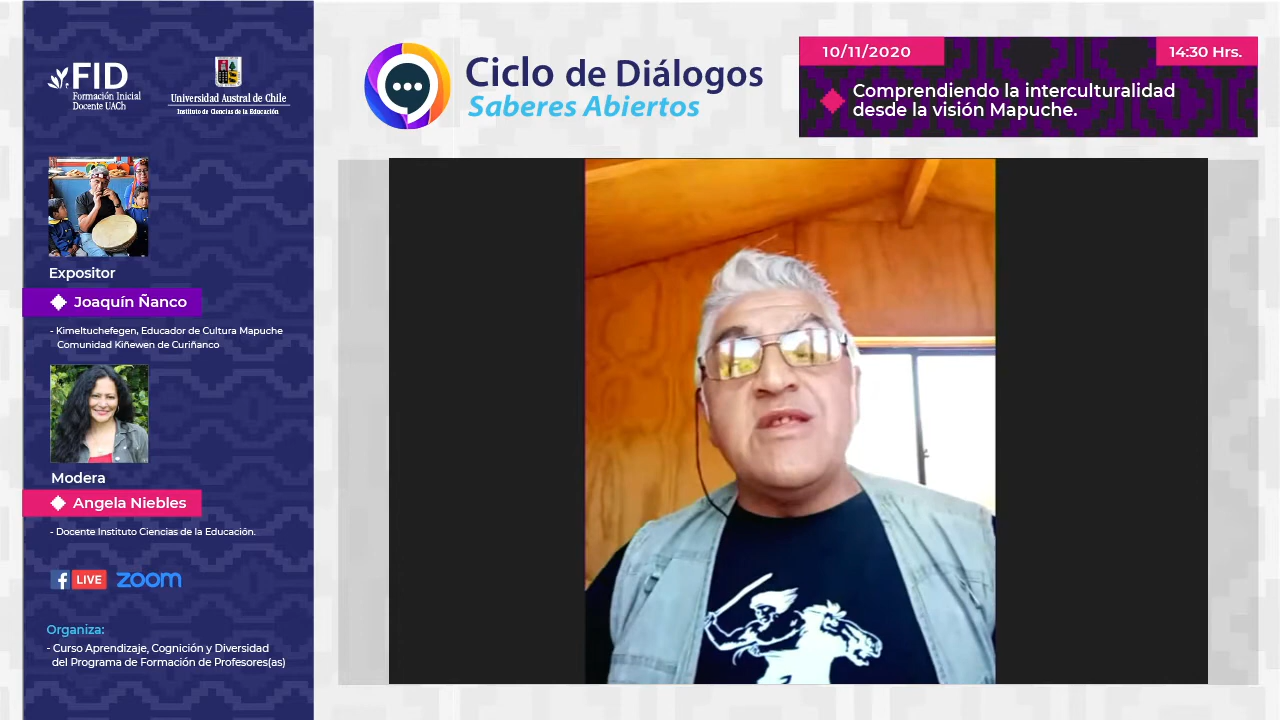 FID
Formación Inicial
Docente UACh
Universidad Austral de Chile
Instituto de Ciencias de la Educación
Expositor
Joaquín Ñanco
- Kimeltuchefegen, Educador de Cultura Mapuche
Comunidad Kiñewen de Curiñanco
Modera
Angela Niebles
- Docente Instituto Ciencias de la Educación.
f LIVE zoom
Organiza:
- Curso Aprendizaje, Cognición y Diversidad
del Programa de Formación de Profesores(as)
Ciclo de Diálogos
Saberes Abiertos
10/11/2020
14:30 Hrs.
Comprendiendo la interculturalidad
desde la visión Mapuche.